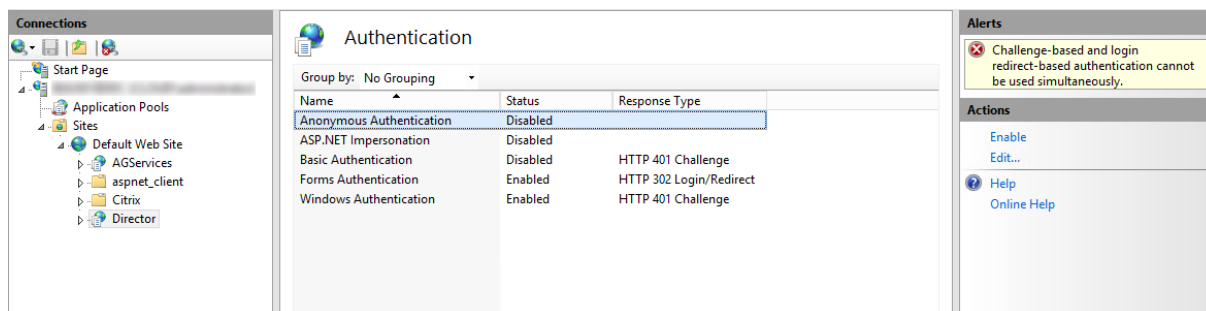 Connections
Start Page
Application Pools
Sites
Default Web Site
AGServices
aspnet_client
Citrix
Director
Authentication
Group by: No Grouping
Name Status Response Type
Anonymous Authentication Disabled
ASP.NET Impersonation Disabled
Basic Authentication Disabled HTTP 401 Challenge
Forms Authentication Enabled HTTP 302 Login/Redirect
Windows Authentication Enabled HTTP 401 Challenge
Alerts
Challenge-based and login
redirect-based authentication cannot
be used simultaneously.
Actions
Enable
Edit...
Help
Online Help